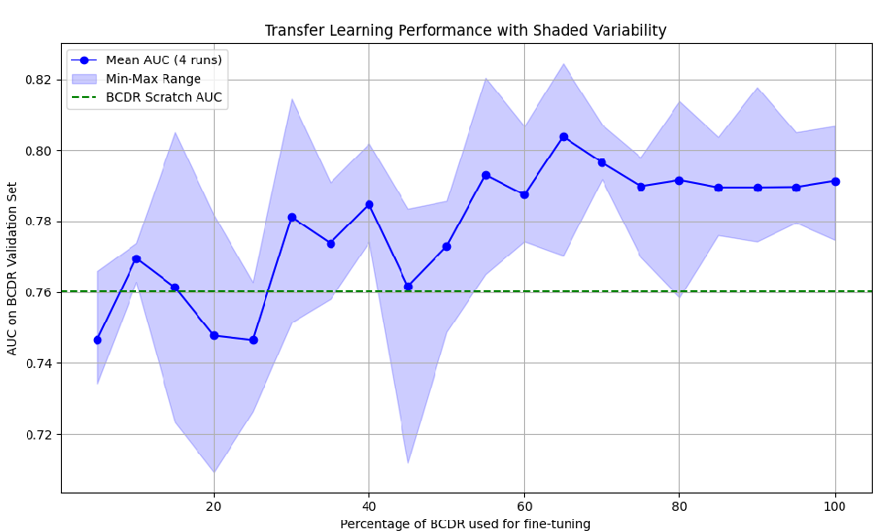 Transfer Learning Performance with Shaded Variability
Mean AUC (4 runs)
Min-Max Range
BCDR Scratch AUC
AUC on BCDR Validation Set
0.82
0.80
0.78
0.76
0.74
0.72
20
40
60
80
100
Percentage of BCDR used for fine-tuning